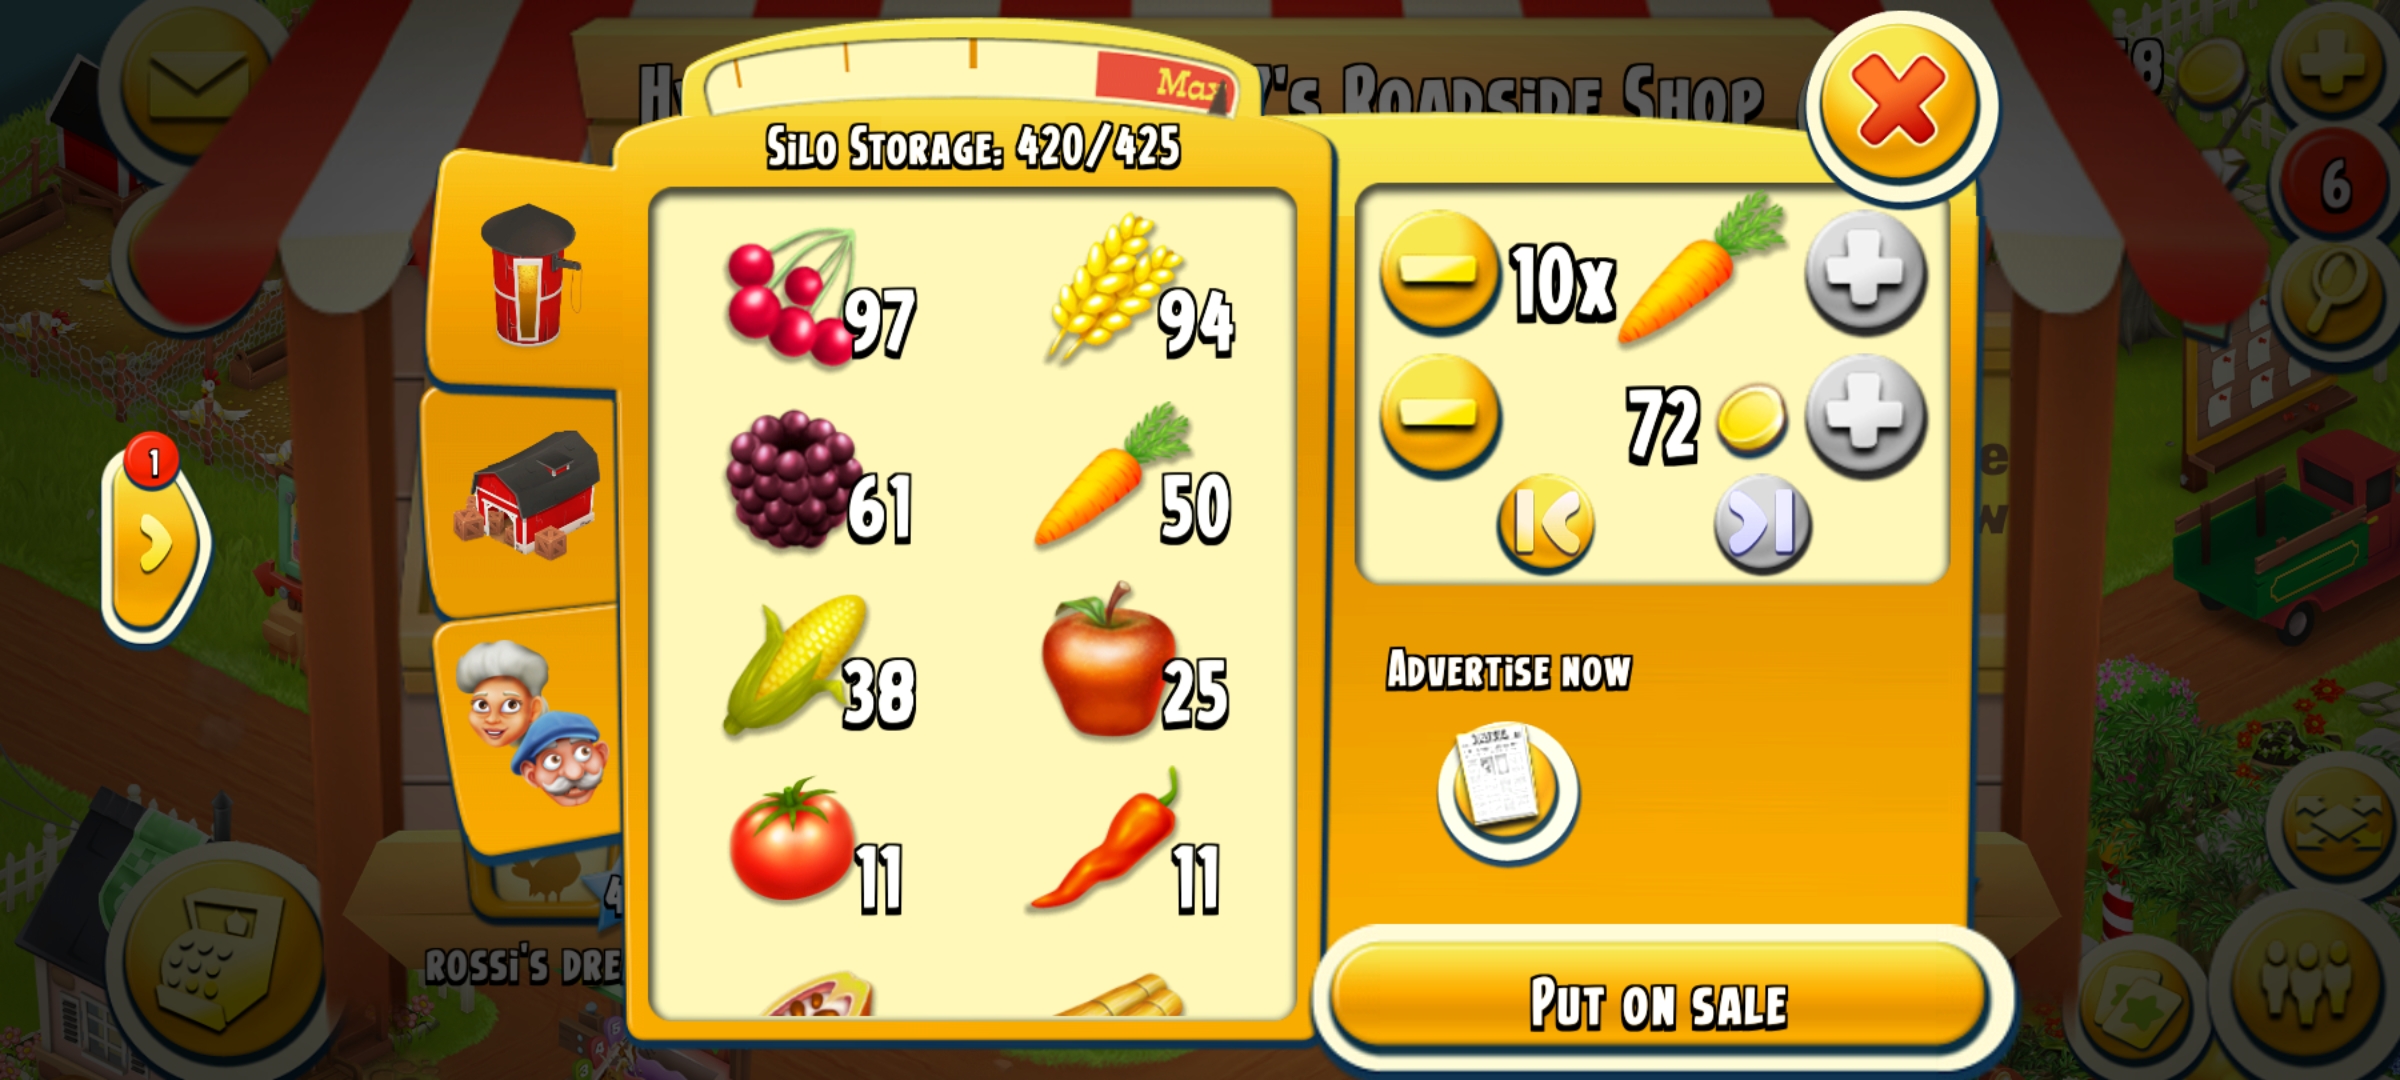 Max
's Roadside Shop
Silo Storage: 420/425
97
94
61
50
38
25
11
11
10x
72
Advertise now
Put on sale
1
6
8
Rossi's Dre